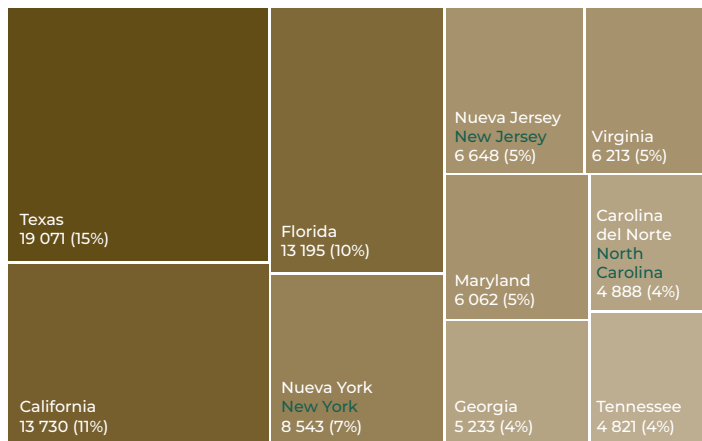 Texas
19 071 (15%)
California
13 730 (11%)
Florida
13 195 (10%)
Nueva York
New York
8 543 (7%)
Nueva Jersey
New Jersey
6 648 (5%)
Virginia
6 213 (5%)
Maryland
6 062 (5%)
Carolina
del Norte
North
Carolina
4 888 (4%)
Georgia
5 233 (4%)
Tennessee
4 821 (4%)